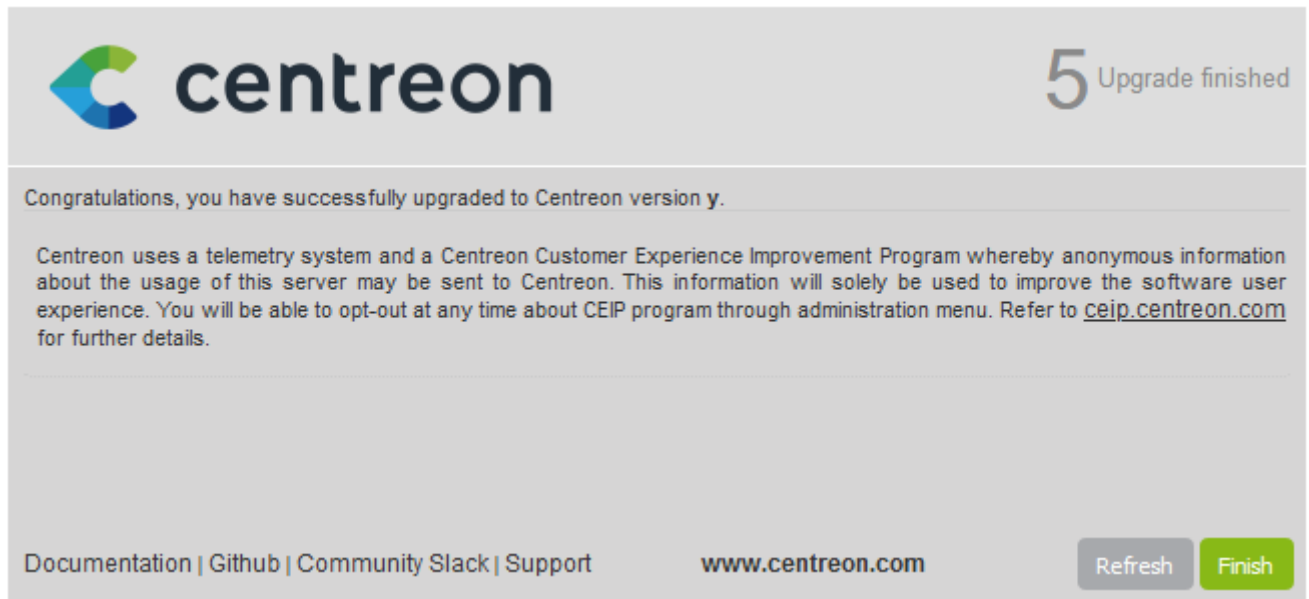 centreon
5 Upgrade finished
Congratulations, you have successfully upgraded to Centreon version y.
Centreon uses a telemetry system and a Centreon Customer Experience Improvement Program whereby anonymous information
about the usage of this server may be sent to Centreon. This information will solely be used to improve the software user
experience. You will be able to opt-out at any time about CEIP program through administration menu. Refer to ceip.centreon.com
for further details.
Documentation | Github | Community Slack | Support
www.centreon.com
Refresh
Finish